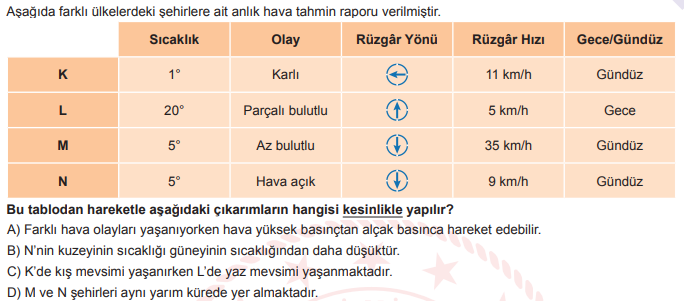 Aşağıda farklı ülkelerdeki şehirlere ait anlık hava tahmin raporu verilmiştir.
Sıcaklık Olay Rüzgâr Yönü Rüzgâr Hızı Gece/Gündüz
K 1° Karlı 11 km/h Gündüz
L 20° Parçalı bulutlu 5 km/h Gece
M 5° Az bulutlu 35 km/h Gündüz
N 5° Hava açık 9 km/h Gündüz
Bu tablodan hareketle aşağıdaki çıkarımların hangisi kesinlikle yapılır?
A) Farklı hava olayları yaşanıyorken hava yüksek basınçtan alçak basınca hareket edebilir.
B) N’nin kuzeyinin sıcaklığı güneyinin sıcaklığından daha düşüktür.
C) K’de kış mevsimi yaşanırken L’de yaz mevsimi yaşanmaktadır.
D) M ve N şehirleri aynı yarım kürede yer almaktadır.